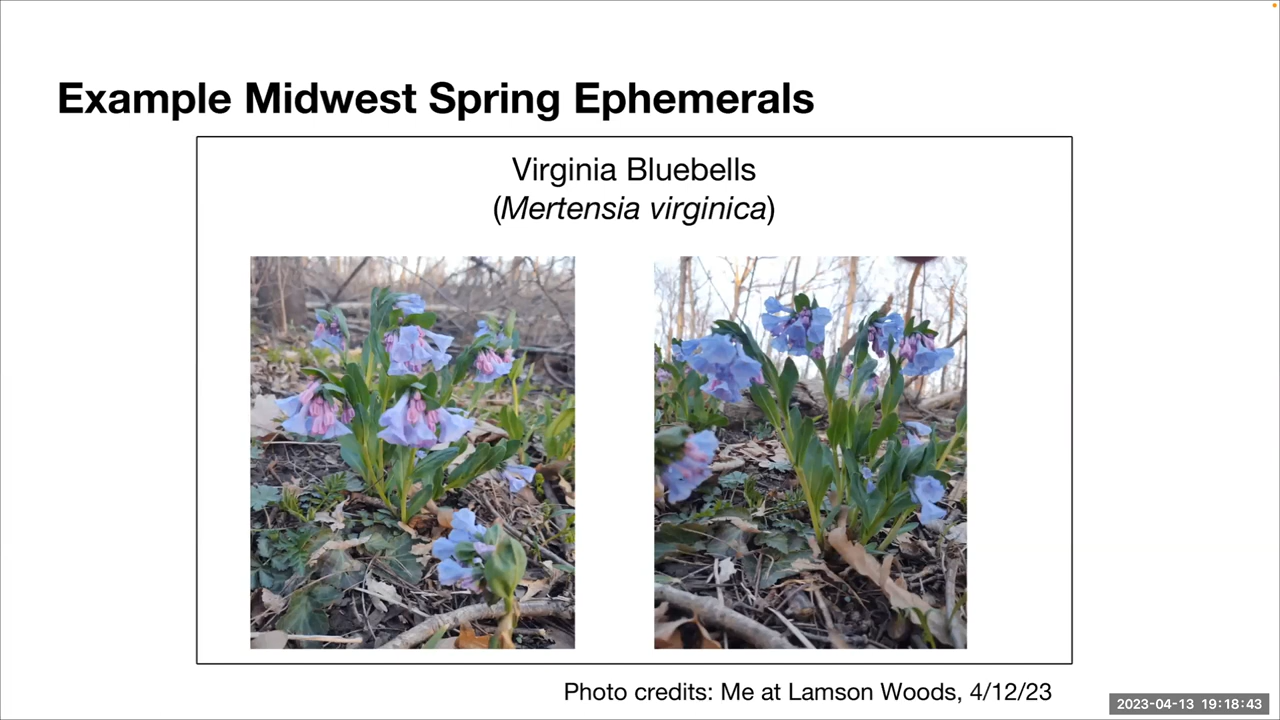 Example Midwest Spring Ephemerals
Virginia Bluebells
(Mertensia virginica)
Photo credits: Me at Lamson Woods, 4/12/23
2023-04-13 19:18:43